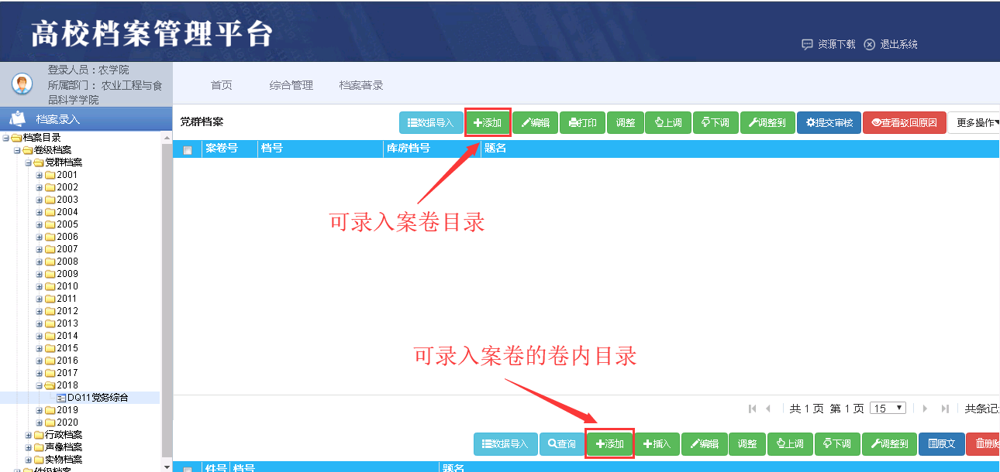 高校档案管理平台
资源下载 退出系统
登录人员：农学院
所属部门： 农业工程与食
品科学学院
首页 综合管理 档案著录
档案录入
党群档案
数据导入 添加 编辑 打印 调整 上调 下调 调整到 提交审核 查看驳回原因 更多操作
案卷号 档号 库房档号 题名
档案目录
卷级档案
党群档案
2001
2002
2003
2004
2005
2006
2007
2008
2009
2010
2011
2012
2013
2014
2015
2016
2017
2018
DQ11党务综合
2019
2020
行政档案
声像档案
实物档案
件级档案
可录入案卷目录
可录入案卷的卷内目录
共 1 页 第 1 页 15 共条记
数据导入 查询 添加 插入 编辑 调整 上调 下调 调整到 原文 删除
件号 档号 题名